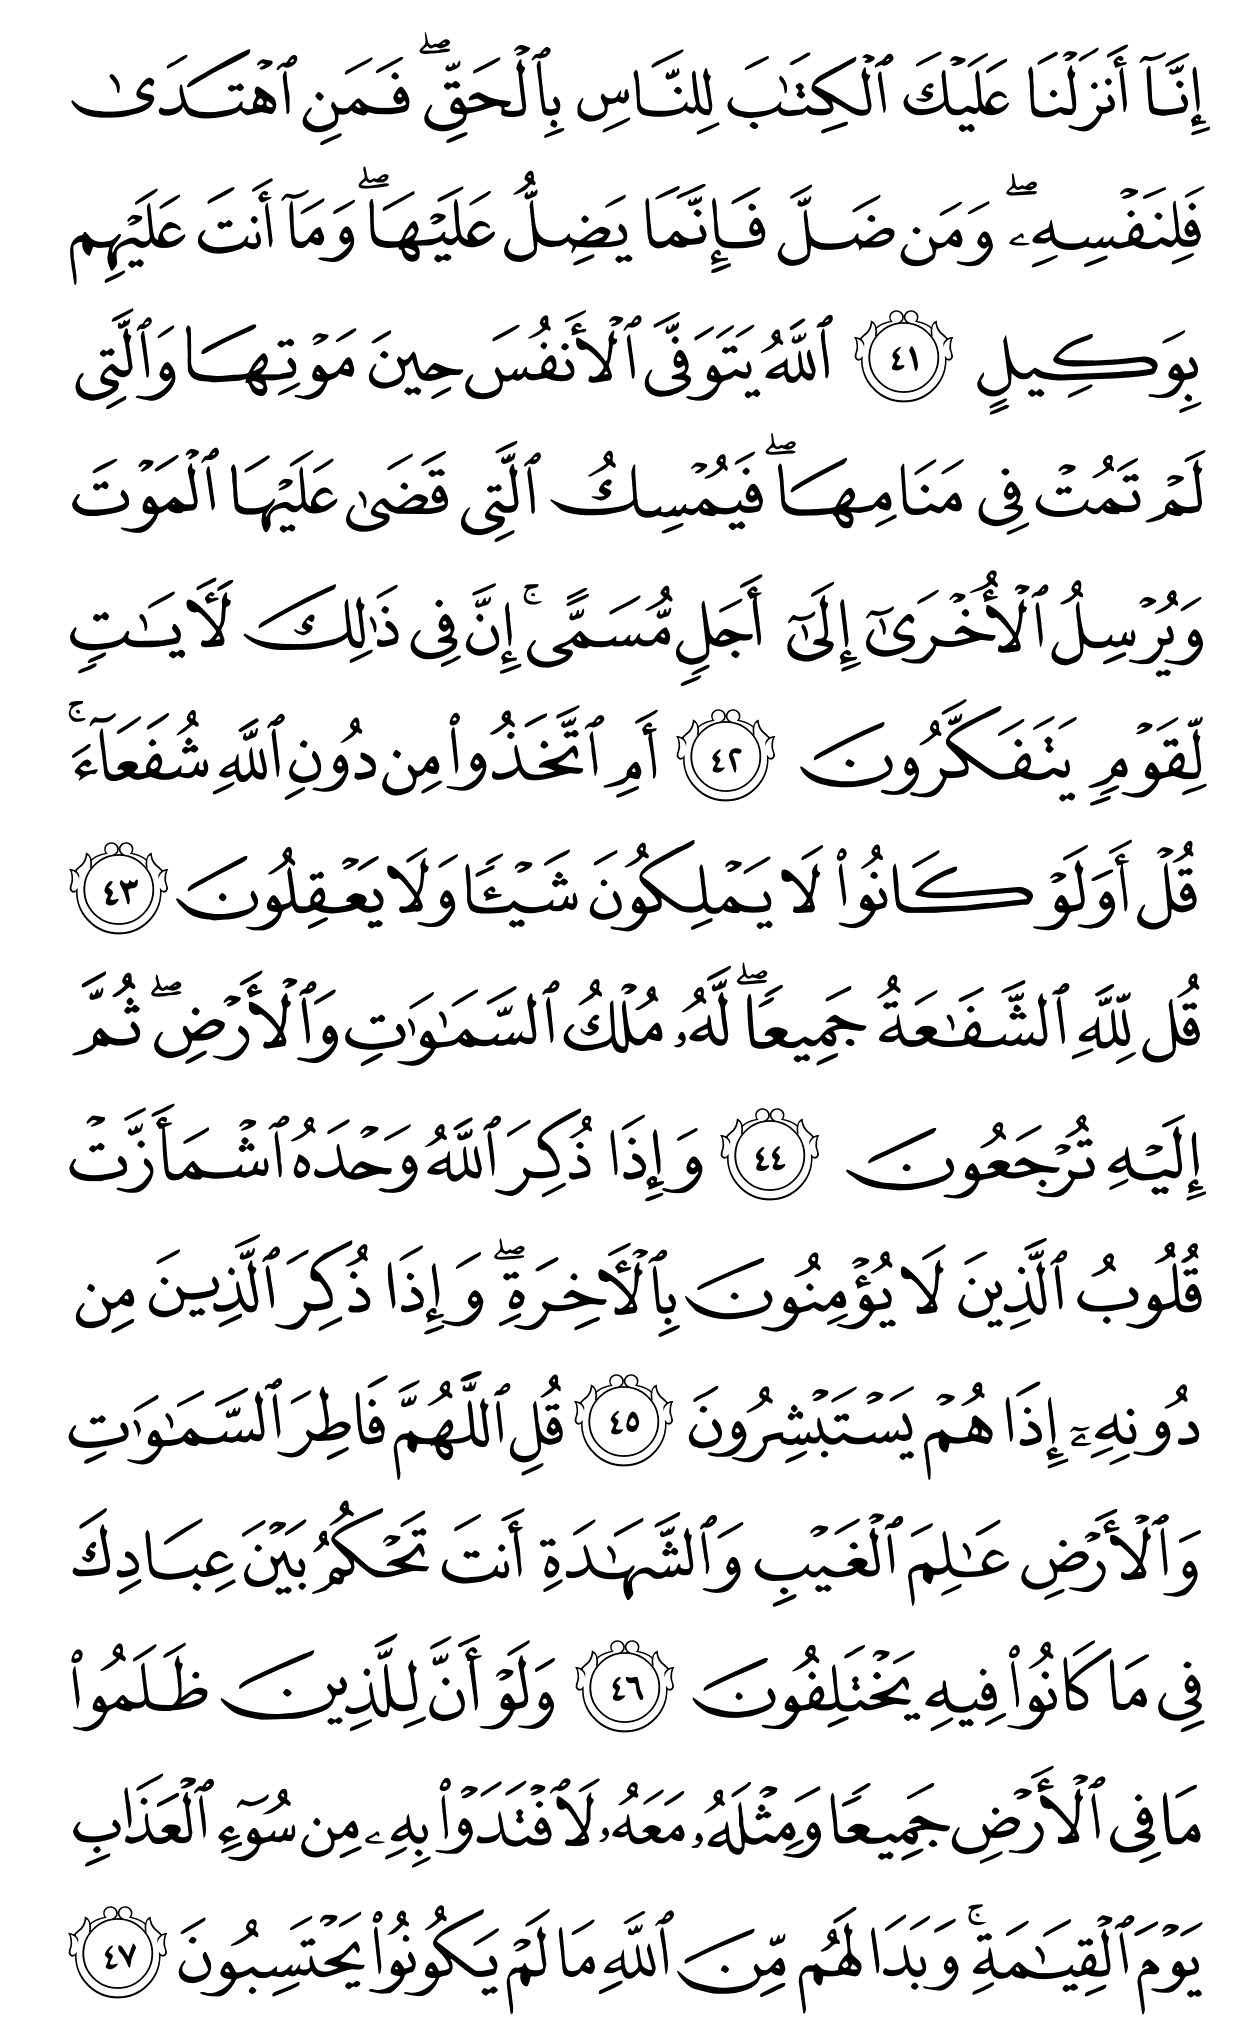 إِنَّآ أَنزَلۡنَا عَلَيۡكَ ٱلۡكِتَٰبَ لِلنَّاسِ بِٱلۡحَقِّۖ فَمَنِ ٱهۡتَدَىٰ
فَلِنَفۡسِهِۦۖ وَمَن ضَلَّ فَإِنَّمَا يَضِلُّ عَلَيۡهَاۖ وَمَآ أَنتَ عَلَيۡهِم
بِوَكِيلٍ ٤١ ٱللَّهُ يَتَوَفَّى ٱلۡأَنفُسَ حِينَ مَوۡتِهَا وَٱلَّتِي
لَمۡ تَمُتۡ فِي مَنَامِهَاۖ فَيُمۡسِكُ ٱلَّتِي قَضَىٰ عَلَيۡهَا ٱلۡمَوۡتَ
وَيُرۡسِلُ ٱلۡأُخۡرَىٰٓ إِلَىٰٓ أَجَلٖ مُّسَمًّىۚ إِنَّ فِي ذَٰلِكَ لَأٓيَٰتٖ
لِّقَوۡمٖ يَتَفَكَّرُونَ ٤٢ أَمِ ٱتَّخَذُواْ مِن دُونِ ٱللَّهِ شُفَعَآءَۚ
قُلۡ أَوَلَوۡ كَانُواْ لَا يَمۡلِكُونَ شَيۡـٔٗا وَلَا يَعۡقِلُونَ ٤٣
قُل لِّلَّهِ ٱلشَّفَٰعَةُ جَمِيعٗاۖ لَّهُۥ مُلۡكُ ٱلسَّمَٰوَٰتِ وَٱلۡأَرۡضِۖ ثُمَّ
إِلَيۡهِ تُرۡجَعُونَ ٤٤ وَإِذَا ذُكِرَ ٱللَّهُ وَحۡدَهُ ٱشۡمَأَزَّتۡ
قُلُوبُ ٱلَّذِينَ لَا يُؤۡمِنُونَ بِٱلۡأٓخِرَةِۖ وَإِذَا ذُكِرَ ٱلَّذِينَ مِن
دُونِهِۦٓ إِذَا هُمۡ يَسۡتَبۡشِرُونَ ٤٥ قُلِ ٱللَّهُمَّ فَاطِرَ ٱلسَّمَٰوَٰتِ
وَٱلۡأَرۡضِ عَٰلِمَ ٱلۡغَيۡبِ وَٱلشَّهَٰدَةِ أَنتَ تَحۡكُمُ بَيۡنَ عِبَادِكَ
فِي مَا كَانُواْ فِيهِ يَخۡتَلِفُونَ ٤٦ وَلَوۡ أَنَّ لِلَّذِينَ ظَلَمُواْ
مَا فِي ٱلۡأَرۡضِ جَمِيعٗا وَمِثۡلَهُۥ مَعَهُۥ لَٱفۡتَدَوۡاْ بِهِۦ مِن سُوٓءِ ٱلۡعَذَابِ
يَوۡمَ ٱلۡقِيَٰمَةِۚ وَبَدَا لَهُم مِّنَ ٱللَّهِ مَا لَمۡ يَكُونُواْ يَحۡتَسِبُونَ ٤٧